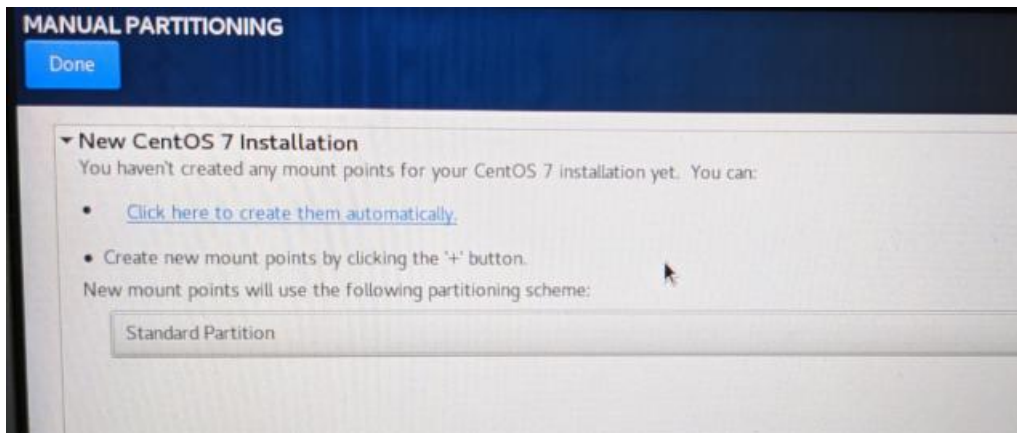 MANUAL PARTITIONING
Done
New CentOS 7 Installation
You haven't created any mount points for your CentOS 7 installation yet. You can:
• Click here to create them automatically.
• Create new mount points by clicking the '+' button.
New mount points will use the following partitioning scheme:
Standard Partition